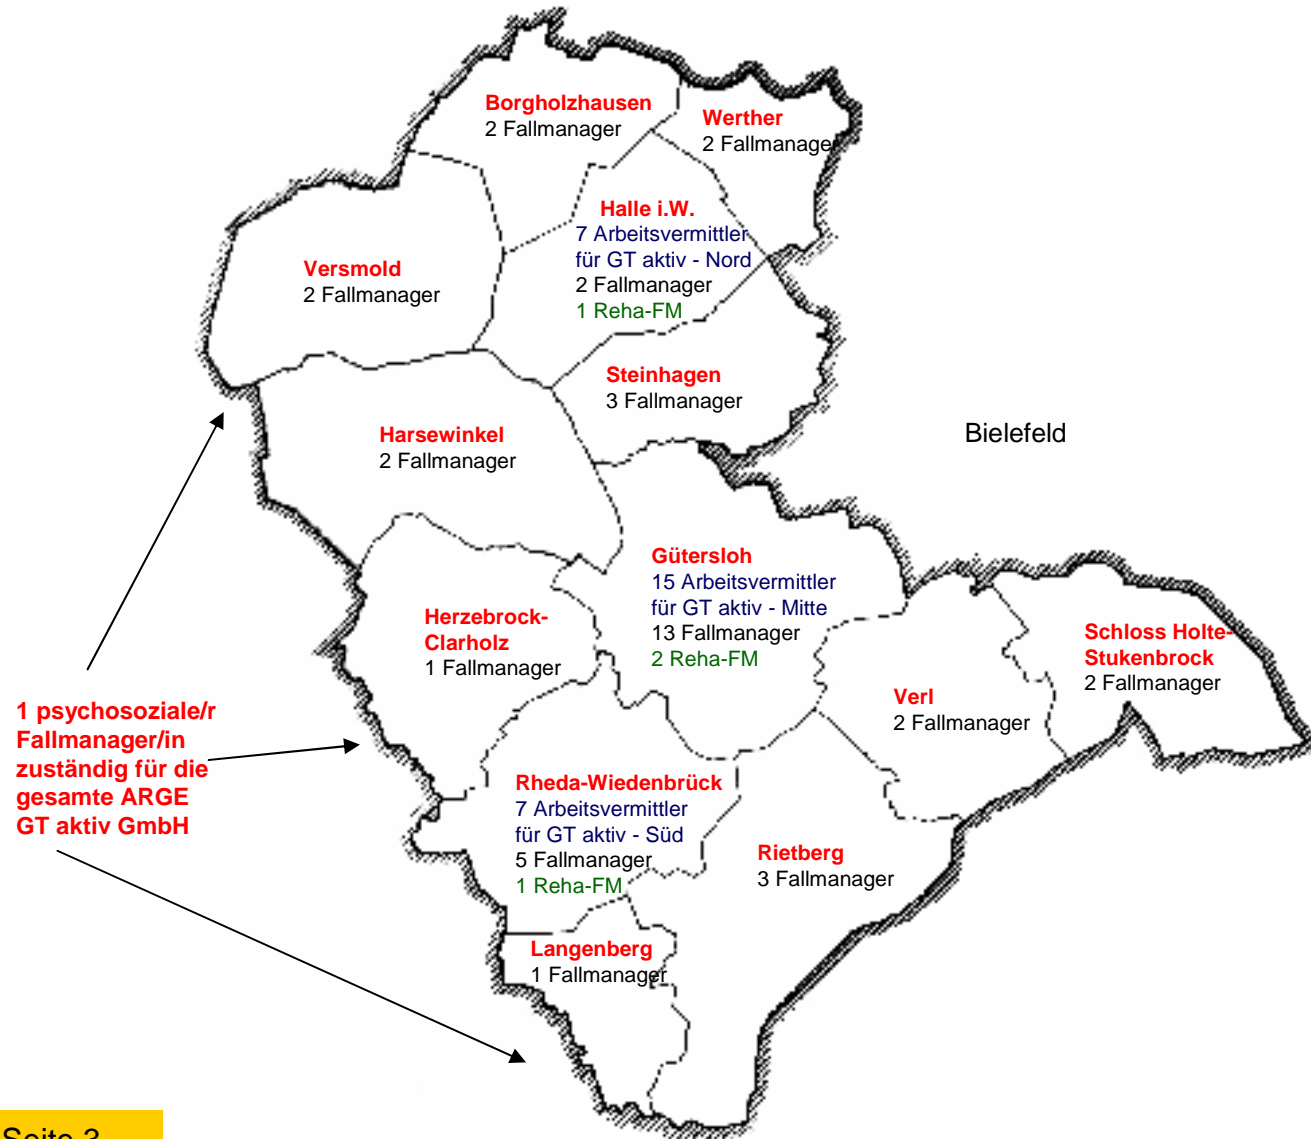 Borgholzhausen
2 Fallmanager
Werther
2 Fallmanager
Halle i.W.
7 Arbeitsvermittler
für GT aktiv - Nord
2 Fallmanager
1 Reha-FM
Versmold
2 Fallmanager
Steinhagen
3 Fallmanager
Bielefeld
Harsewinkel
2 Fallmanager
Gütersloh
15 Arbeitsvermittler
für GT aktiv - Mitte
13 Fallmanager
2 Reha-FM
Herzebrock-
Clarholz
1 Fallmanager
Schloss Holte-
Stukenbrock
2 Fallmanager
Verl
2 Fallmanager
1 psychosoziale/r
Fallmanager/in
zuständig für die
gesamte ARGE
GT aktiv GmbH
Rheda-Wiedenbrück
7 Arbeitsvermittler
für GT aktiv - Süd
5 Fallmanager
1 Reha-FM
Rietberg
3 Fallmanager
Langenberg
1 Fallmanager
Seite 3